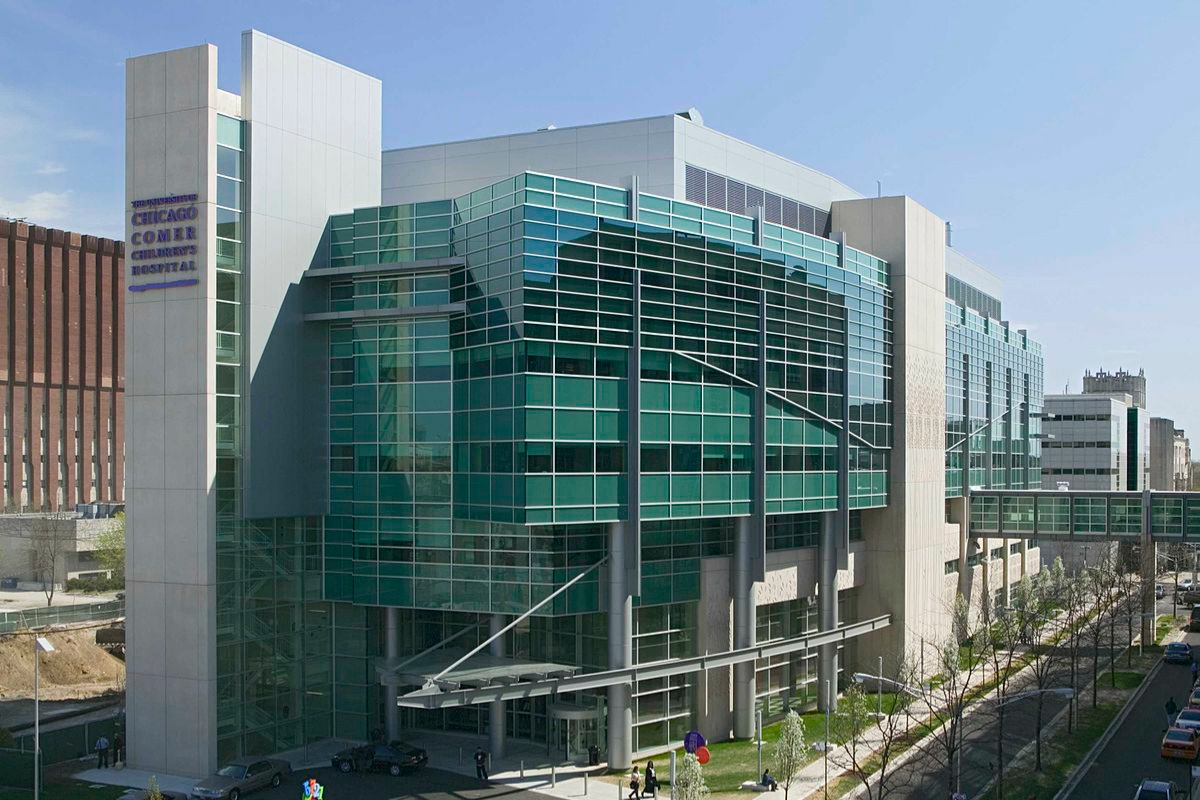 THE UNIVERSITY OF
CHICAGO
COMER
CHILDREN'S
HOSPITAL